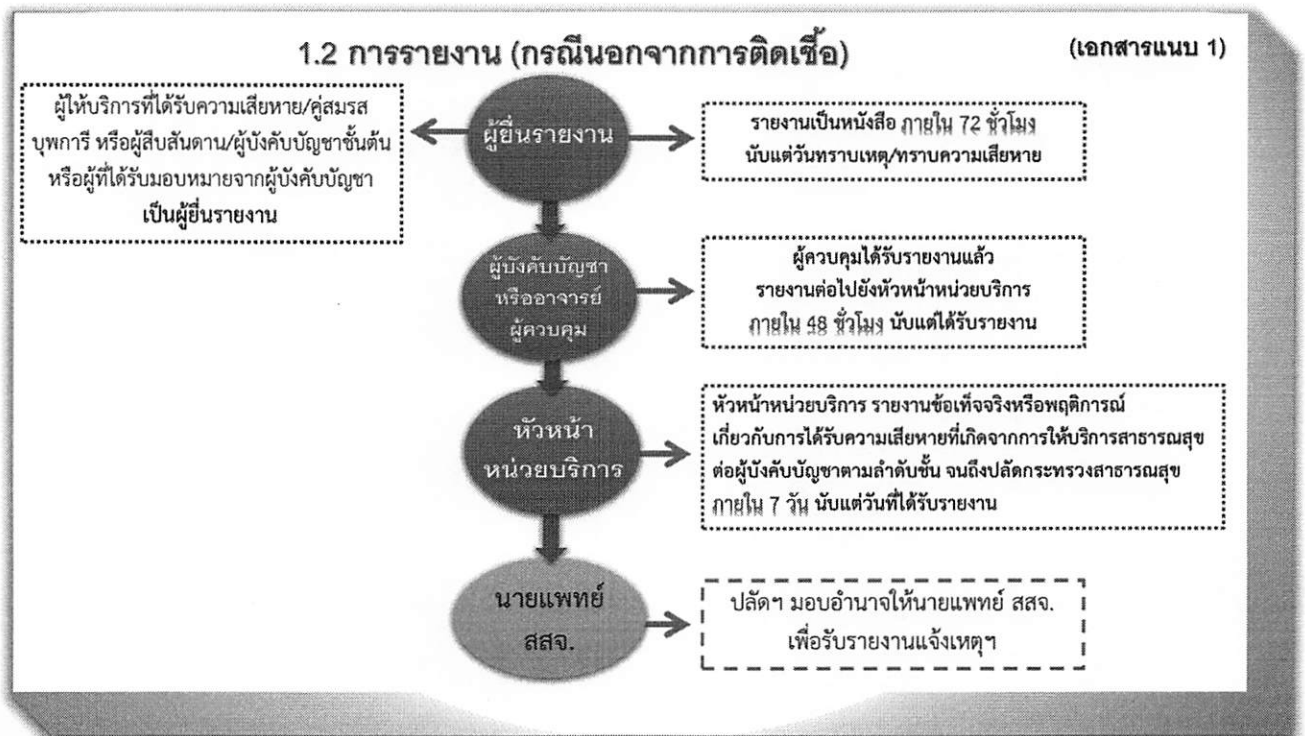 1.2 การรายงาน (กรณีนอกจากการติดเชื้อ)
(เอกสารแนบ 1)
ผู้ให้บริการที่ได้รับความเสียหาย/คู่สมรส
บุพการี หรือผู้สืบสันดาน/ผู้บังคับบัญชาชั้นต้น
หรือผู้ที่ได้รับมอบหมายจากผู้บังคับบัญชา
เป็นผู้ยื่นรายงาน
ผู้ยื่นรายงาน
รายงานเป็นหนังสือ ภายใน 72 ชั่วโมง
นับแต่วันทราบเหตุ/ทราบความเสียหาย
ผู้บังคับบัญชา
หรืออาจารย์
ผู้ควบคุม
ผู้ควบคุมได้รับรายงานแล้ว
รายงานต่อไปยังหัวหน้าหน่วยบริการ
ภายใน 48 ชั่วโมง นับแต่ได้รับรายงาน
หัวหน้า
หน่วยบริการ
หัวหน้าหน่วยบริการ รายงานข้อเท็จจริงหรือพฤติการณ์
เกี่ยวกับการได้รับความเสียหายที่เกิดจากการให้บริการสาธารณสุข
ต่อผู้บังคับบัญชาตามลำดับชั้น จนถึงปลัดกระทรวงสาธารณสุข
ภายใน 7 วัน นับแต่วันที่ได้รับรายงาน
นายแพทย์
สสจ.
ปลัดฯ มอบอำนาจให้นายแพทย์ สสจ.
เพื่อรับรายงานแจ้งเหตุฯ